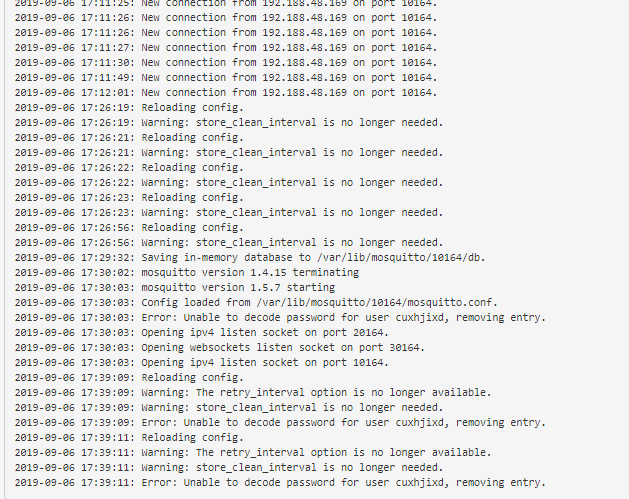 2019-09-06 17:11:25: New connection from 192.188.48.169 on port 10164.
2019-09-06 17:11:26: New connection from 192.188.48.169 on port 10164.
2019-09-06 17:11:26: New connection from 192.188.48.169 on port 10164.
2019-09-06 17:11:27: New connection from 192.188.48.169 on port 10164.
2019-09-06 17:11:30: New connection from 192.188.48.169 on port 10164.
2019-09-06 17:11:49: New connection from 192.188.48.169 on port 10164.
2019-09-06 17:12:01: New connection from 192.188.48.169 on port 10164.
2019-09-06 17:26:19: Reloading config.
2019-09-06 17:26:19: Warning: store_clean_interval is no longer needed.
2019-09-06 17:26:21: Reloading config.
2019-09-06 17:26:21: Warning: store_clean_interval is no longer needed.
2019-09-06 17:26:22: Reloading config.
2019-09-06 17:26:22: Warning: store_clean_interval is no longer needed.
2019-09-06 17:26:23: Reloading config.
2019-09-06 17:26:23: Warning: store_clean_interval is no longer needed.
2019-09-06 17:26:56: Reloading config.
2019-09-06 17:26:56: Warning: store_clean_interval is no longer needed.
2019-09-06 17:29:32: Saving in-memory database to /var/lib/mosquitto/10164/db.
2019-09-06 17:30:02: mosquitto version 1.4.15 terminating
2019-09-06 17:30:03: mosquitto version 1.5.7 starting
2019-09-06 17:30:03: Config loaded from /var/lib/mosquitto/10164/mosquitto.conf.
2019-09-06 17:30:03: Error: Unable to decode password for user cuxhjixd, removing entry.
2019-09-06 17:30:03: Opening ipv4 listen socket on port 20164.
2019-09-06 17:30:03: Opening websockets listen socket on port 30164.
2019-09-06 17:30:03: Opening ipv4 listen socket on port 10164.
2019-09-06 17:39:09: Reloading config.
2019-09-06 17:39:09: Warning: The retry_interval option is no longer available.
2019-09-06 17:39:09: Warning: store_clean_interval is no longer needed.
2019-09-06 17:39:09: Error: Unable to decode password for user cuxhjixd, removing entry.
2019-09-06 17:39:11: Reloading config.
2019-09-06 17:39:11: Warning: The retry_interval option is no longer available.
2019-09-06 17:39:11: Warning: store_clean_interval is no longer needed.
2019-09-06 17:39:11: Error: Unable to decode password for user cuxhjixd, removing entry.